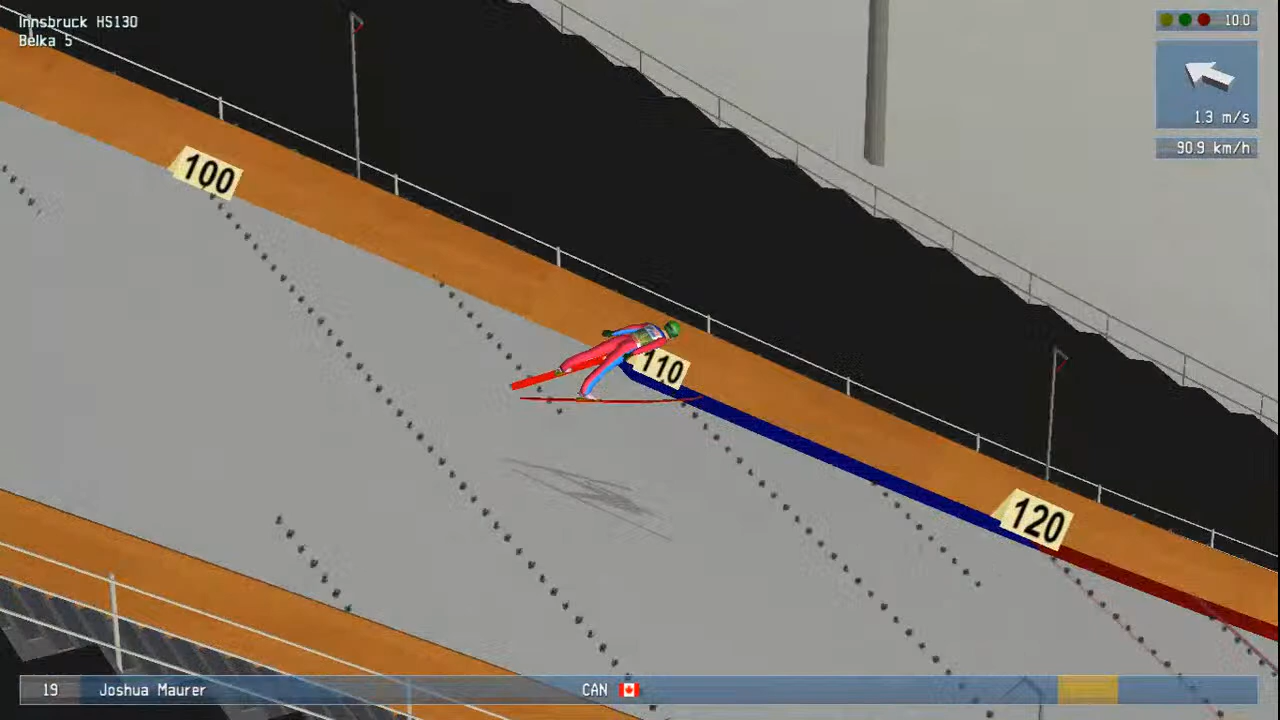 Innsbruck HS130
Belka 5
10.0
1.3 m/s
90.9 km/h
100
110
120
19 Joshua Maurer CAN